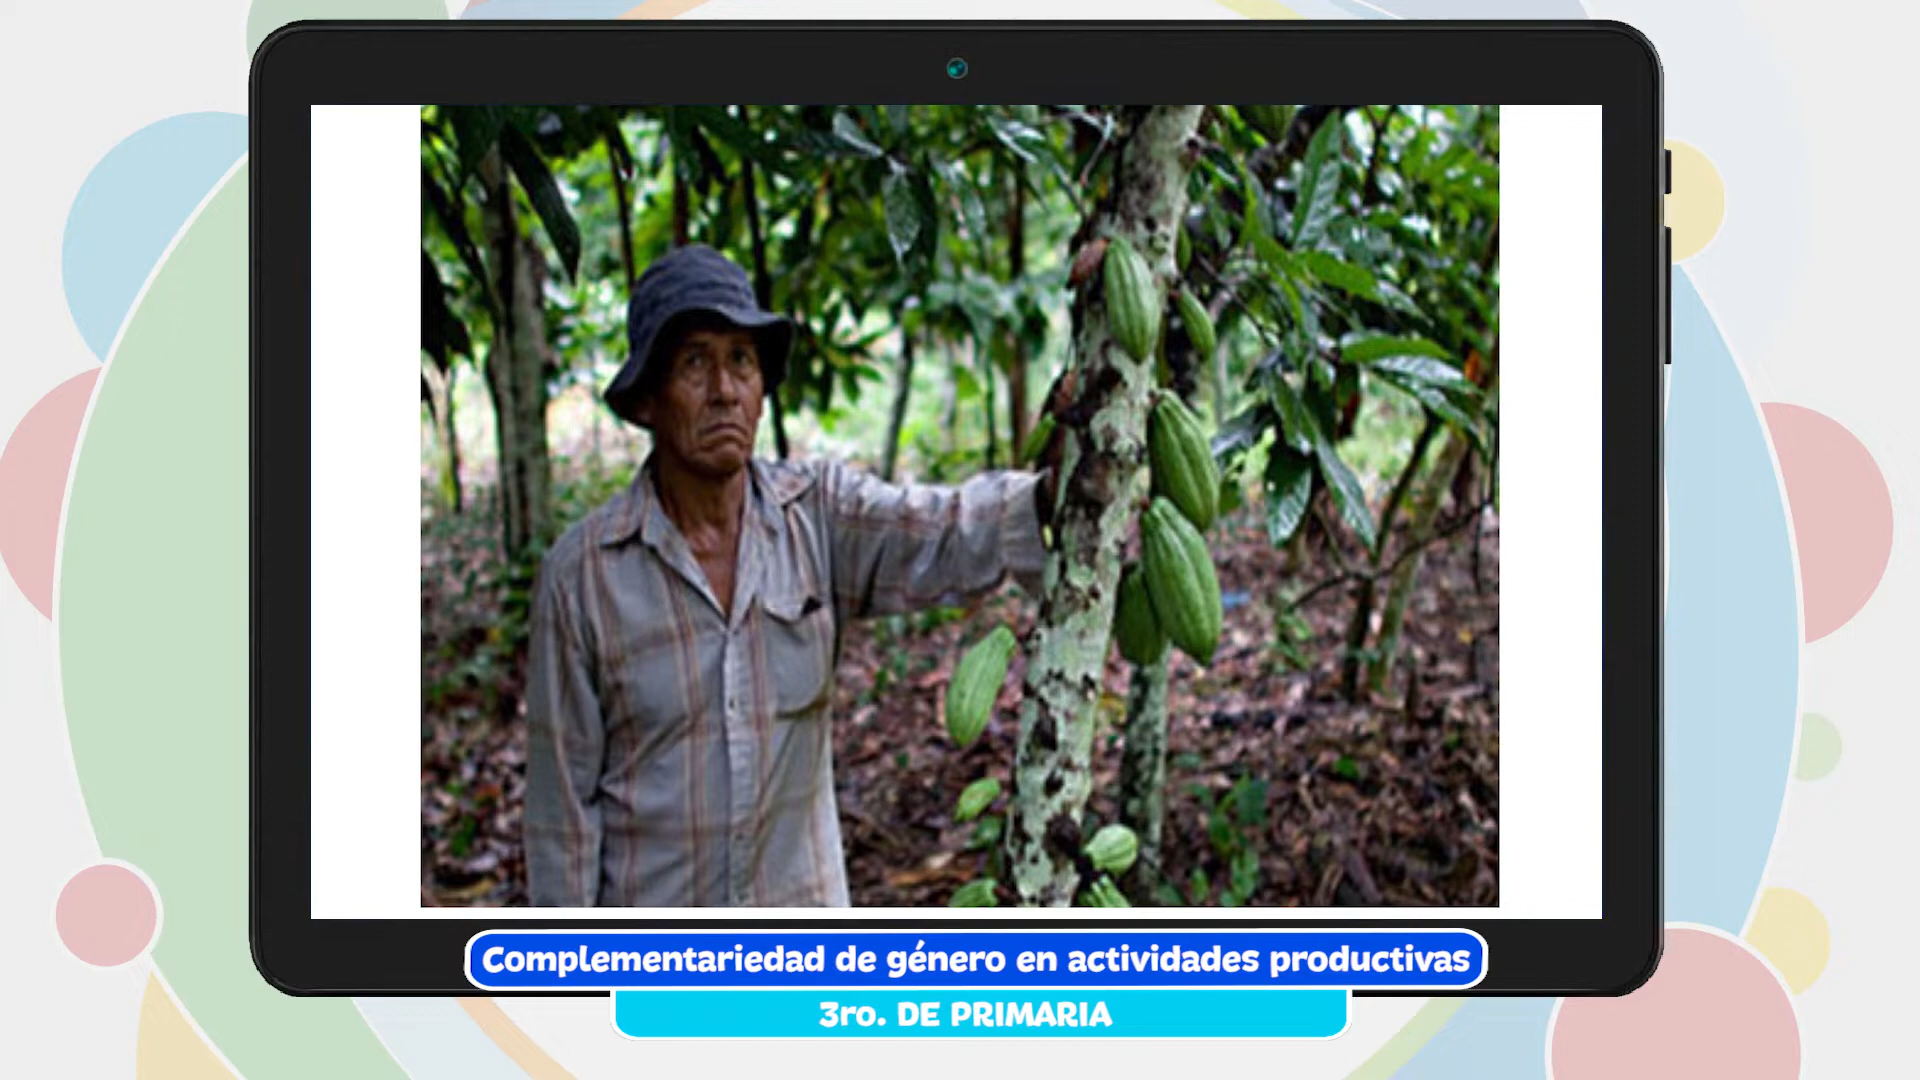 Complementariedad de género en actividades productivas
3ro. DE PRIMARIA